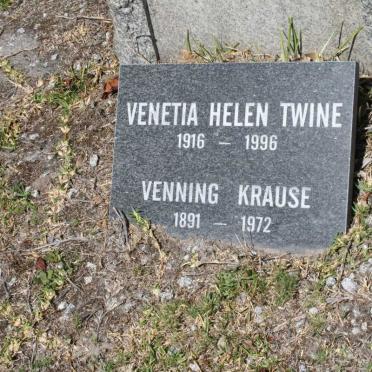 VENETIA HELEN TWINE
1916 – 1996
VENNING KRAUSE
1891 – 1972